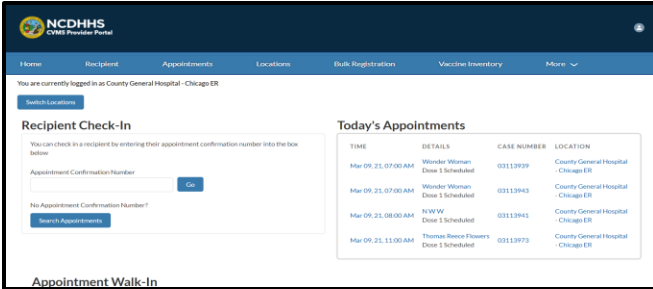 NCDHHS
CVMS Provider Portal
Home Recipient Appointments Locations Bulk Registration Vaccine Inventory More
You are currently logged in as County General Hospital - Chicago ER
Switch Locations
Recipient Check-In
You can check in a recipient by entering their appointment confirmation number into the box
below
Appointment Confirmation Number
Go
No Appointment Confirmation Number?
Search Appointments
Today's Appointments
TIME DETAILS CASE NUMBER LOCATION
Mar 09, 21, 07:00 AM Wonder Woman 03113939 County General Hospital
Dose 1 Scheduled - Chicago ER
Mar 09, 21, 07:00 AM Wonder Woman 03113943 County General Hospital
Dose 1 Scheduled - Chicago ER
Mar 09, 21, 08:00 AM N W W 03113941 County General Hospital
Dose 1 Scheduled - Chicago ER
Mar 09, 21, 11:00 AM Thomas Reece Flowers 03113973 County General Hospital
Dose 1 Scheduled - Chicago ER
Appointment Walk-In